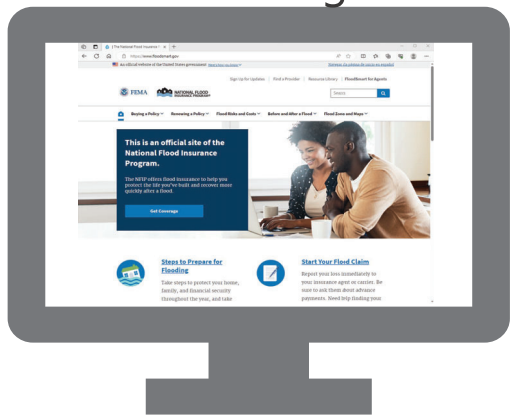 The National Flood Insurance
https://www.floodsmart.gov
An official website of the United States government
Sign Up for Updates | Find a Provider | Resource Library | FloodSmart for Agents
FEMA
NATIONAL FLOOD
INSURANCE PROGRAM
Search
Buying a Policy
Renewing a Policy
Flood Risks and Costs
Before and After a Flood
Flood Zone and Maps
This is an official site of the
National Flood Insurance
Program.
The NFIP offers flood insurance to help you
protect the life you've built and recover more
quickly after a flood.
Get Coverage
Steps to Prepare for
Flooding
Take steps to protect your home,
family, and financial security
throughout the year, and take
Start Your Flood Claim
Report your loss immediately to
your insurance agent or carrier. Be
sure to ask them about advance
payments. Need help finding your